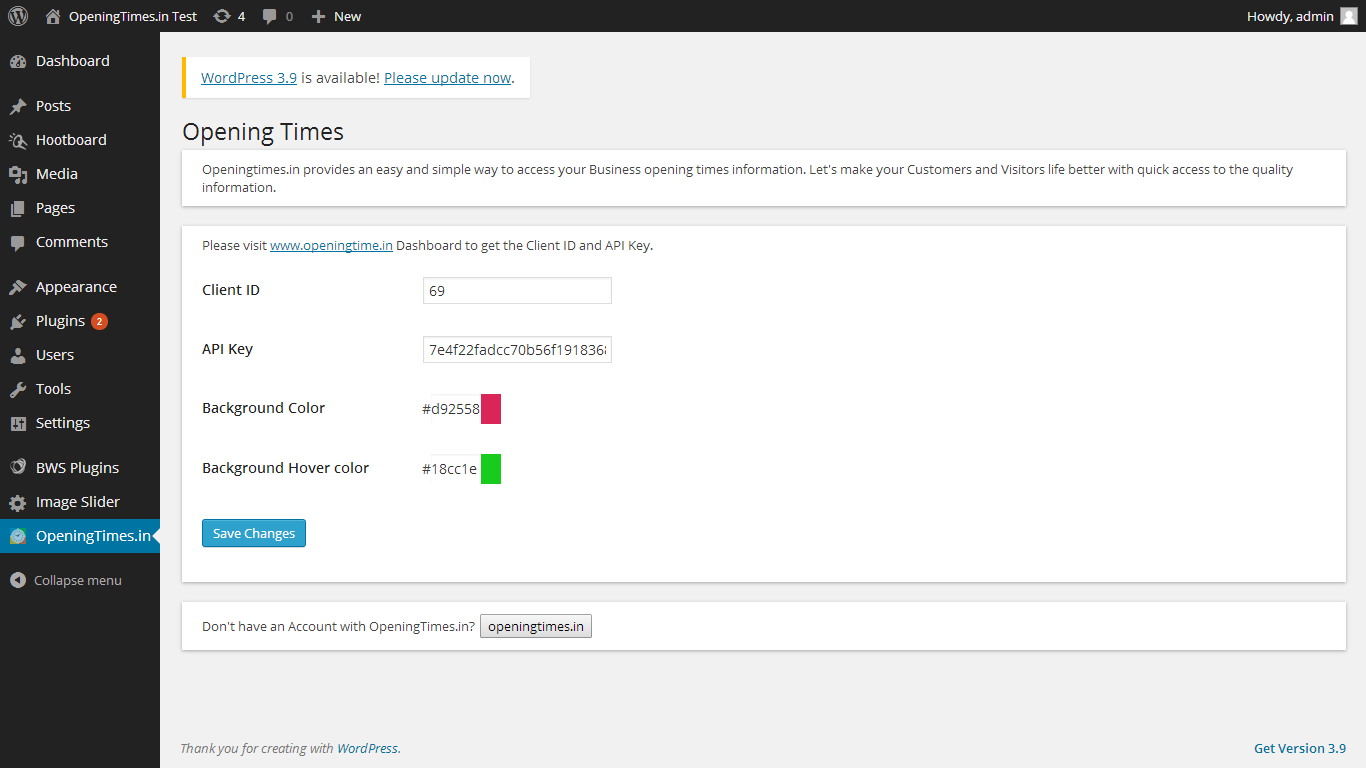 OpeningTimes.in Test 4 0 New Howdy, admin
Dashboard
Posts
Hootboard
Media
Pages
Comments
Appearance
Plugins 2
Users
Tools
Settings
BWS Plugins
Image Slider
OpeningTimes.in
Collapse menu
WordPress 3.9 is available! Please update now.
Opening Times
Openingtimes.in provides an easy and simple way to access your Business opening times information. Let's make your Customers and Visitors life better with quick access to the quality
information.
Please visit www.openingtime.in Dashboard to get the Client ID and API Key.
Client ID 69
API Key 7e4f22fadcc70b56f191836
Background Color #d92558
Background Hover color #18cc1e
Save Changes
Don't have an Account with OpeningTimes.in? openingtimes.in
Thank you for creating with WordPress. Get Version 3.9